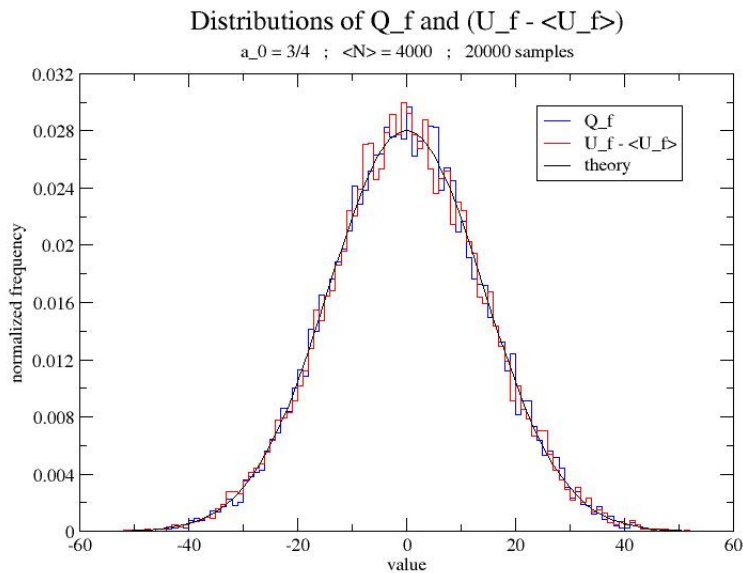 Distributions of Q_f and (U_f - <U_f>)
a_0 = 3/4 ; <N> = 4000 ; 20000 samples
0.032
0.028
0.024
0.02
0.016
0.012
0.008
0.004
0
normalized frequency
Q_f
U_f - <U_f>
theory
-60
-40
-20
0
20
40
60
value